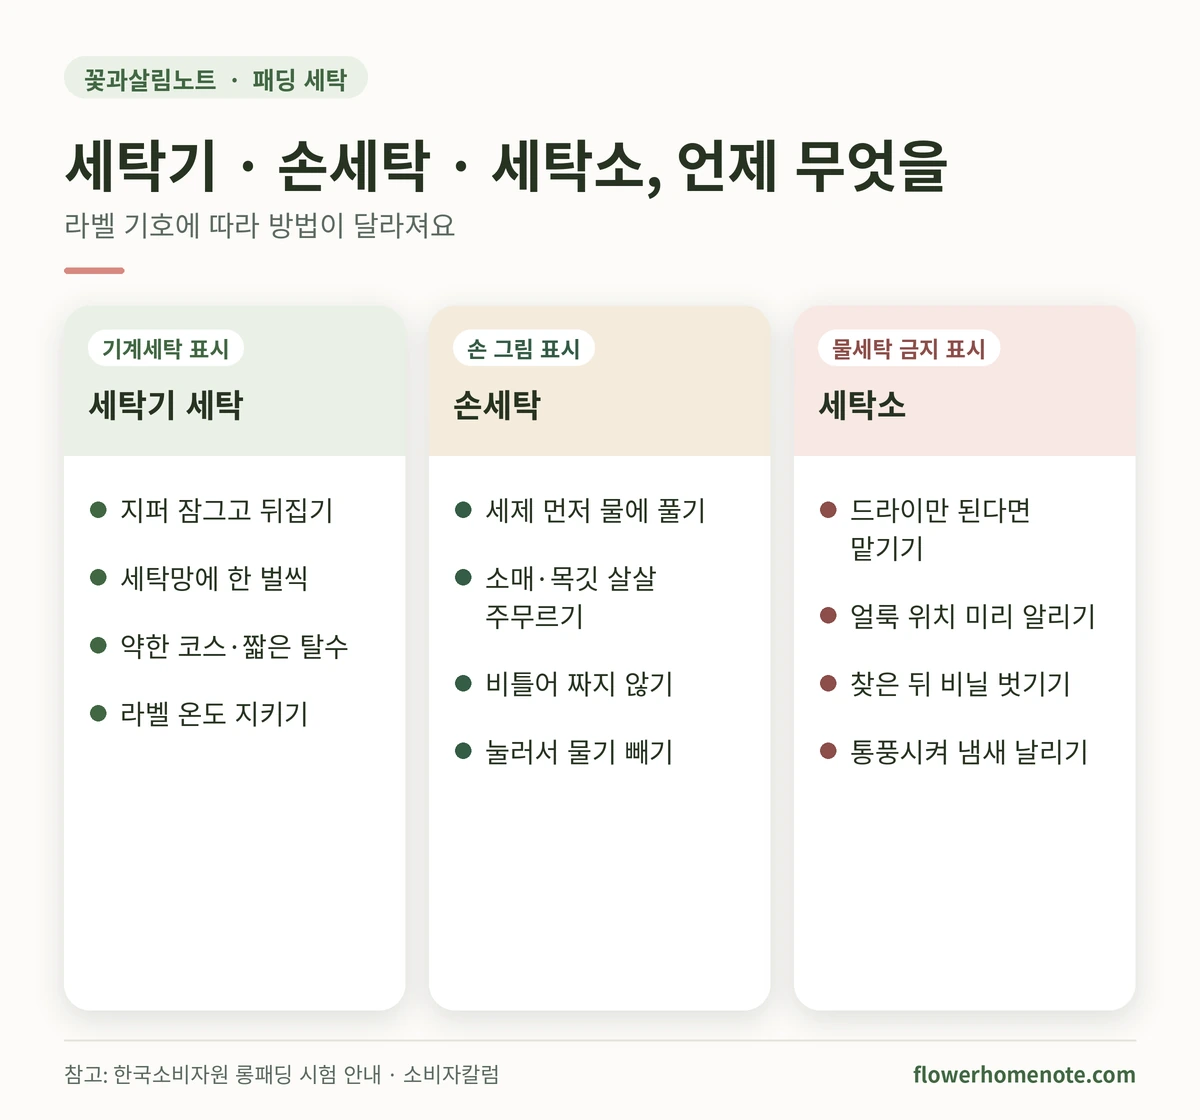 꽃과살림노트 · 패딩 세탁
세탁기 · 손세탁 · 세탁소, 언제 무엇을
라벨 기호에 따라 방법이 달라져요
기계세탁 표시
세탁기 세탁
지퍼 잠그고 뒤집기
세탁망에 한 벌씩
약한 코스·짧은 탈수
라벨 온도 지키기
손 그림 표시
손세탁
세제 먼저 물에 풀기
소매·목깃 살살
주무르기
비틀어 짜지 않기
눌러서 물기 빼기
물세탁 금지 표시
세탁소
드라이만 된다면
맡기기
얼룩 위치 미리 알리기
찾은 뒤 비닐 벗기기
통풍시켜 냄새 날리기
참고: 한국소비자원 롱패딩 시험 안내 · 소비자칼럼
flowerhomenote.com